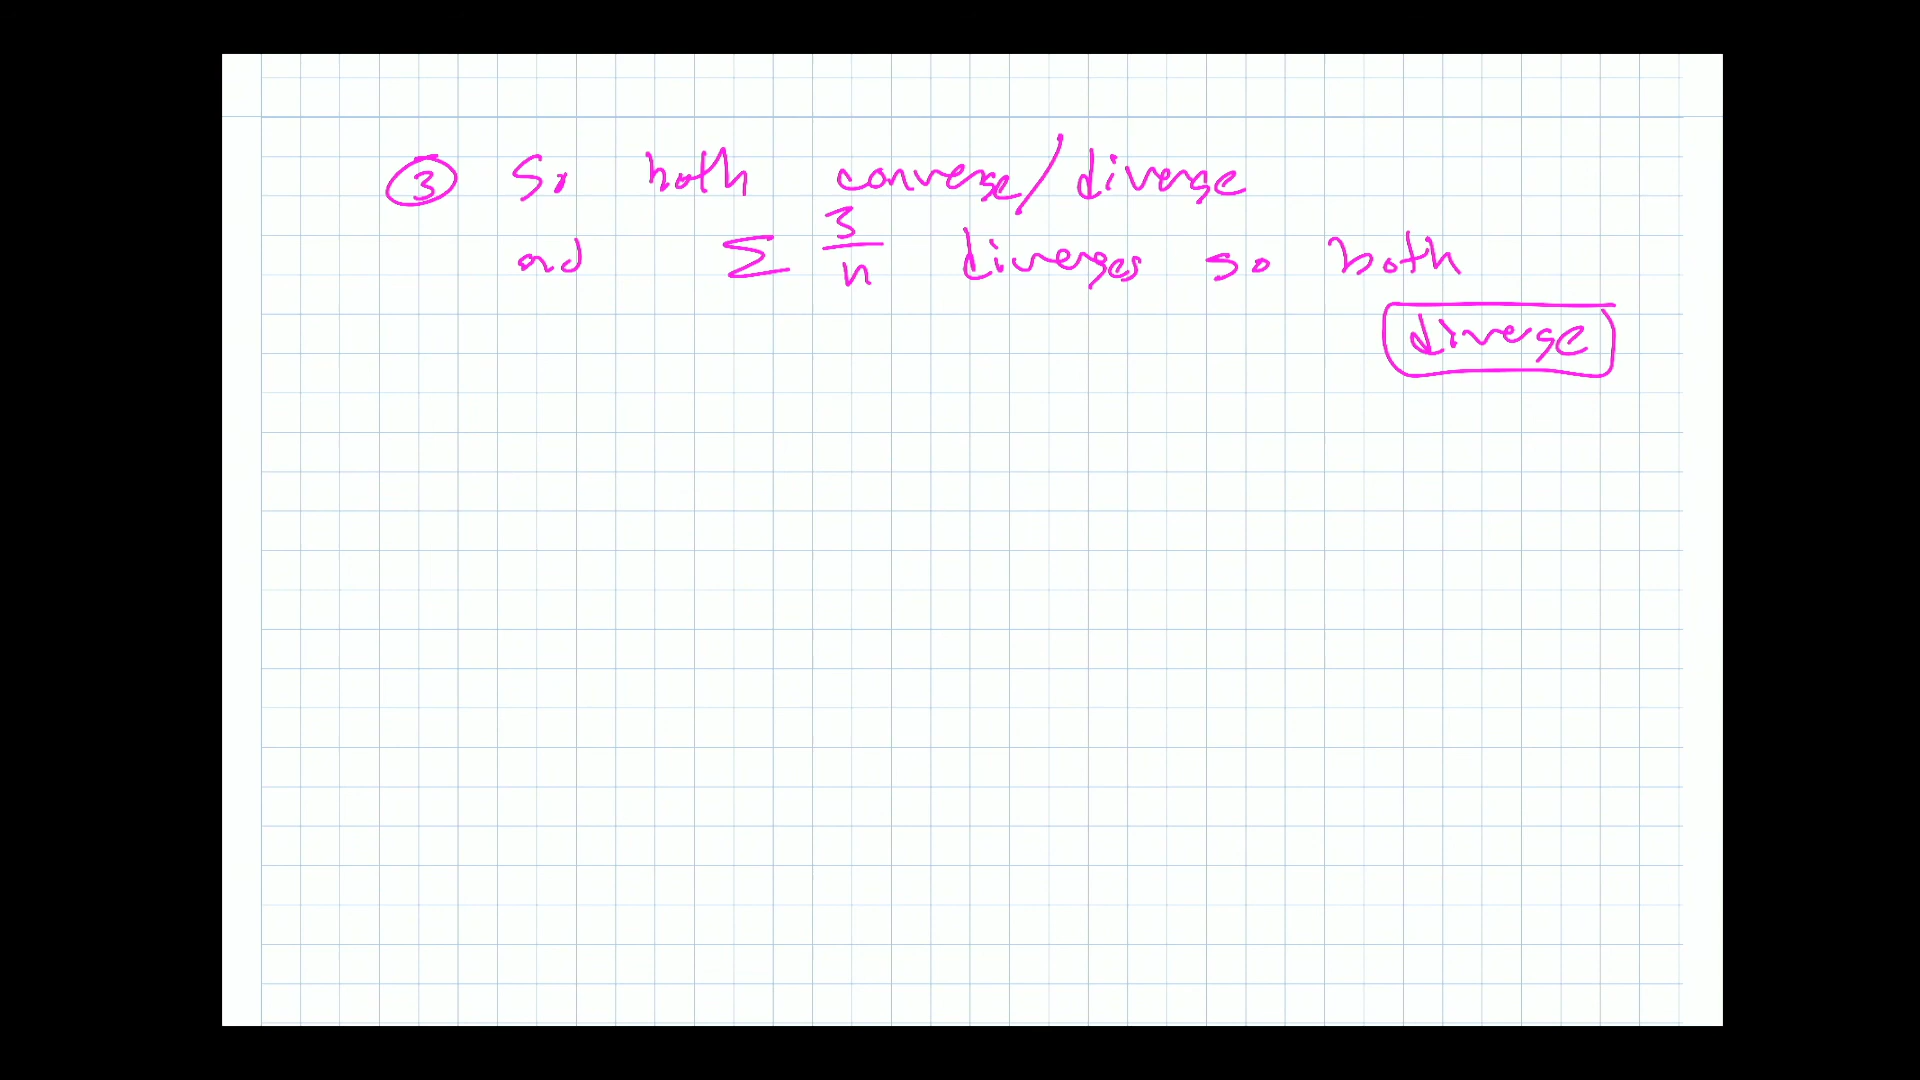 ③ So both converge/diverge
and Σ 3/n diverges so both
diverge